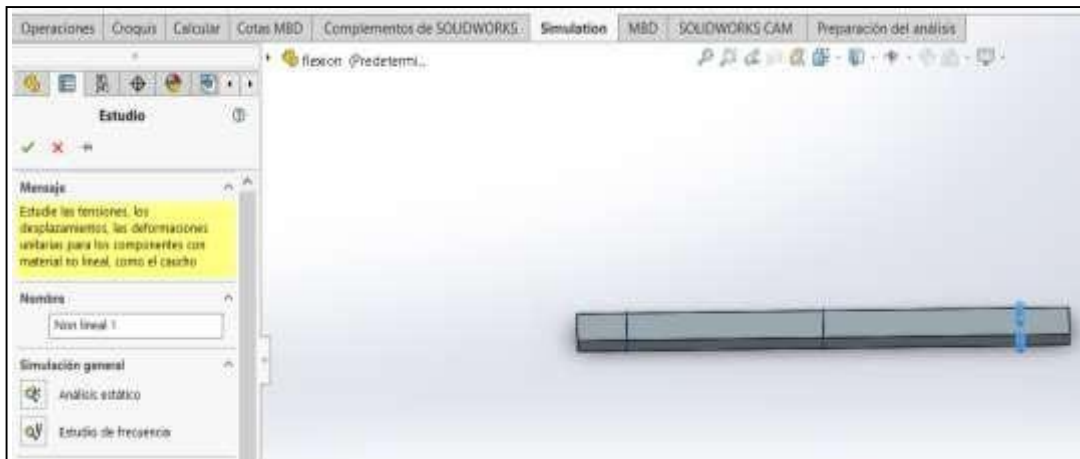 Operaciones Croquis Calcular Cotas MBD Complementos de SOLIDWORKS Simulation MBD SOLIDWORKS CAM Preparación del análisis
flexion (Predetermi...
Estudio
Mensaje
Estudie las tensiones, los
desplazamientos, las deformaciones
unitarias para los componentes con
material no lineal, como el caucho
Nombre
Non lineal 1
Simulación general
Análisis estático
Estudio de frecuencia